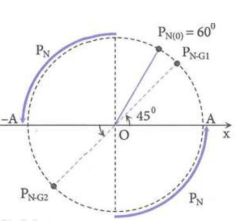 P_N(0) = 60⁰
P_N
P_N-G1
-A
A
45⁰
O
x
P_N-G2
P_N